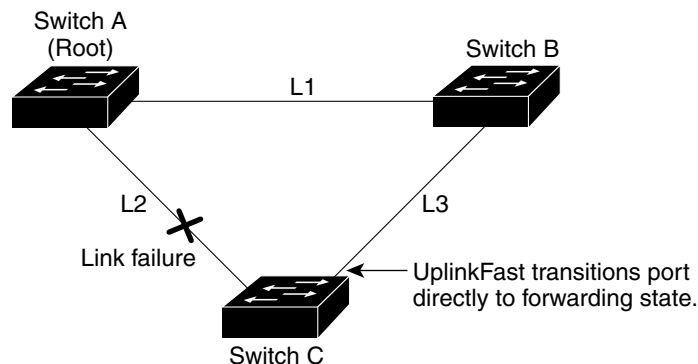 Switch A
(Root)
Switch B
L1
L2
L3
Link failure
UplinkFast transitions port
directly to forwarding state.
Switch C